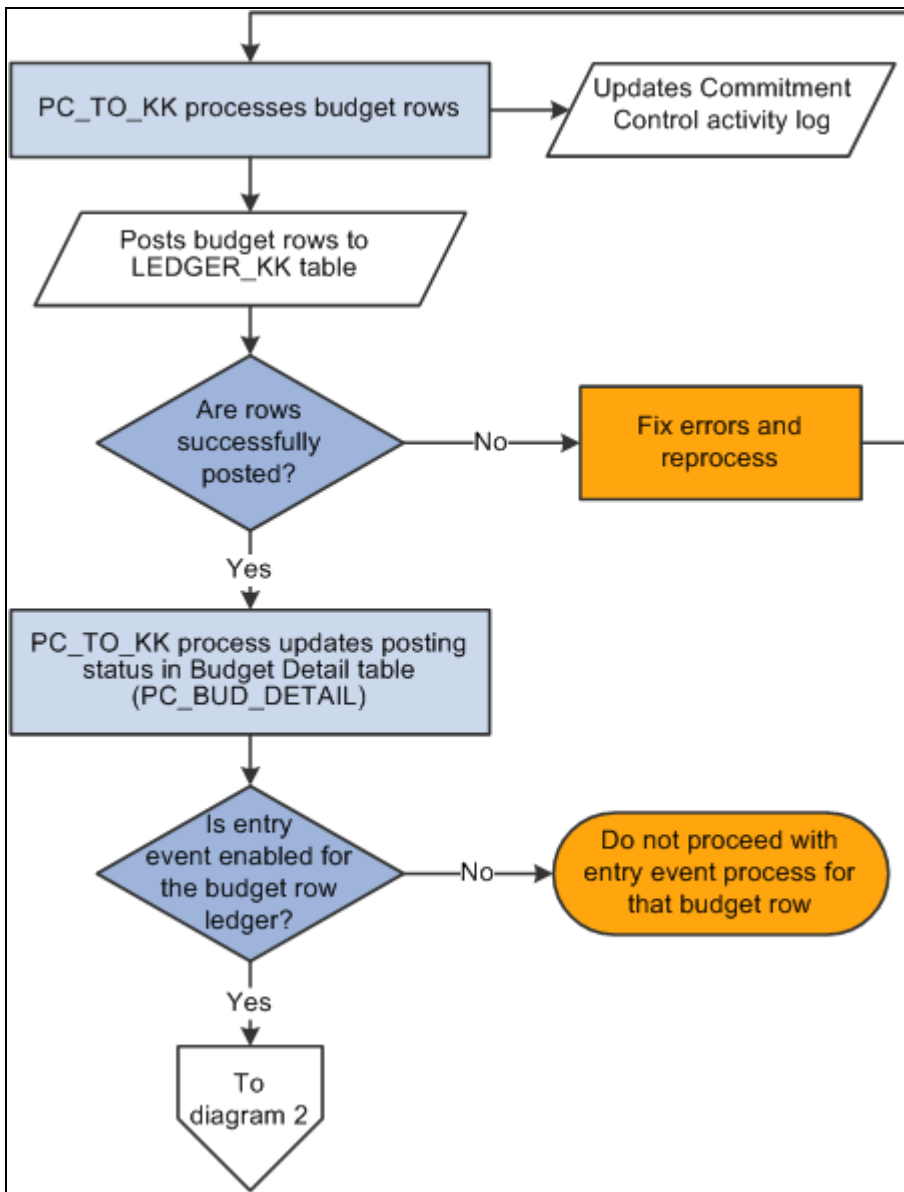 PC_TO_KK processes budget rows
Updates Commitment
Control activity log
Posts budget rows to
LEDGER_KK table
Are rows
successfully
posted?
No
Fix errors and
reprocess
Yes
PC_TO_KK process updates posting
status in Budget Detail table
(PC_BUD_DETAIL)
Is entry
event enabled for
the budget row
ledger?
No
Do not proceed with
entry event process for
that budget row
Yes
To
diagram 2